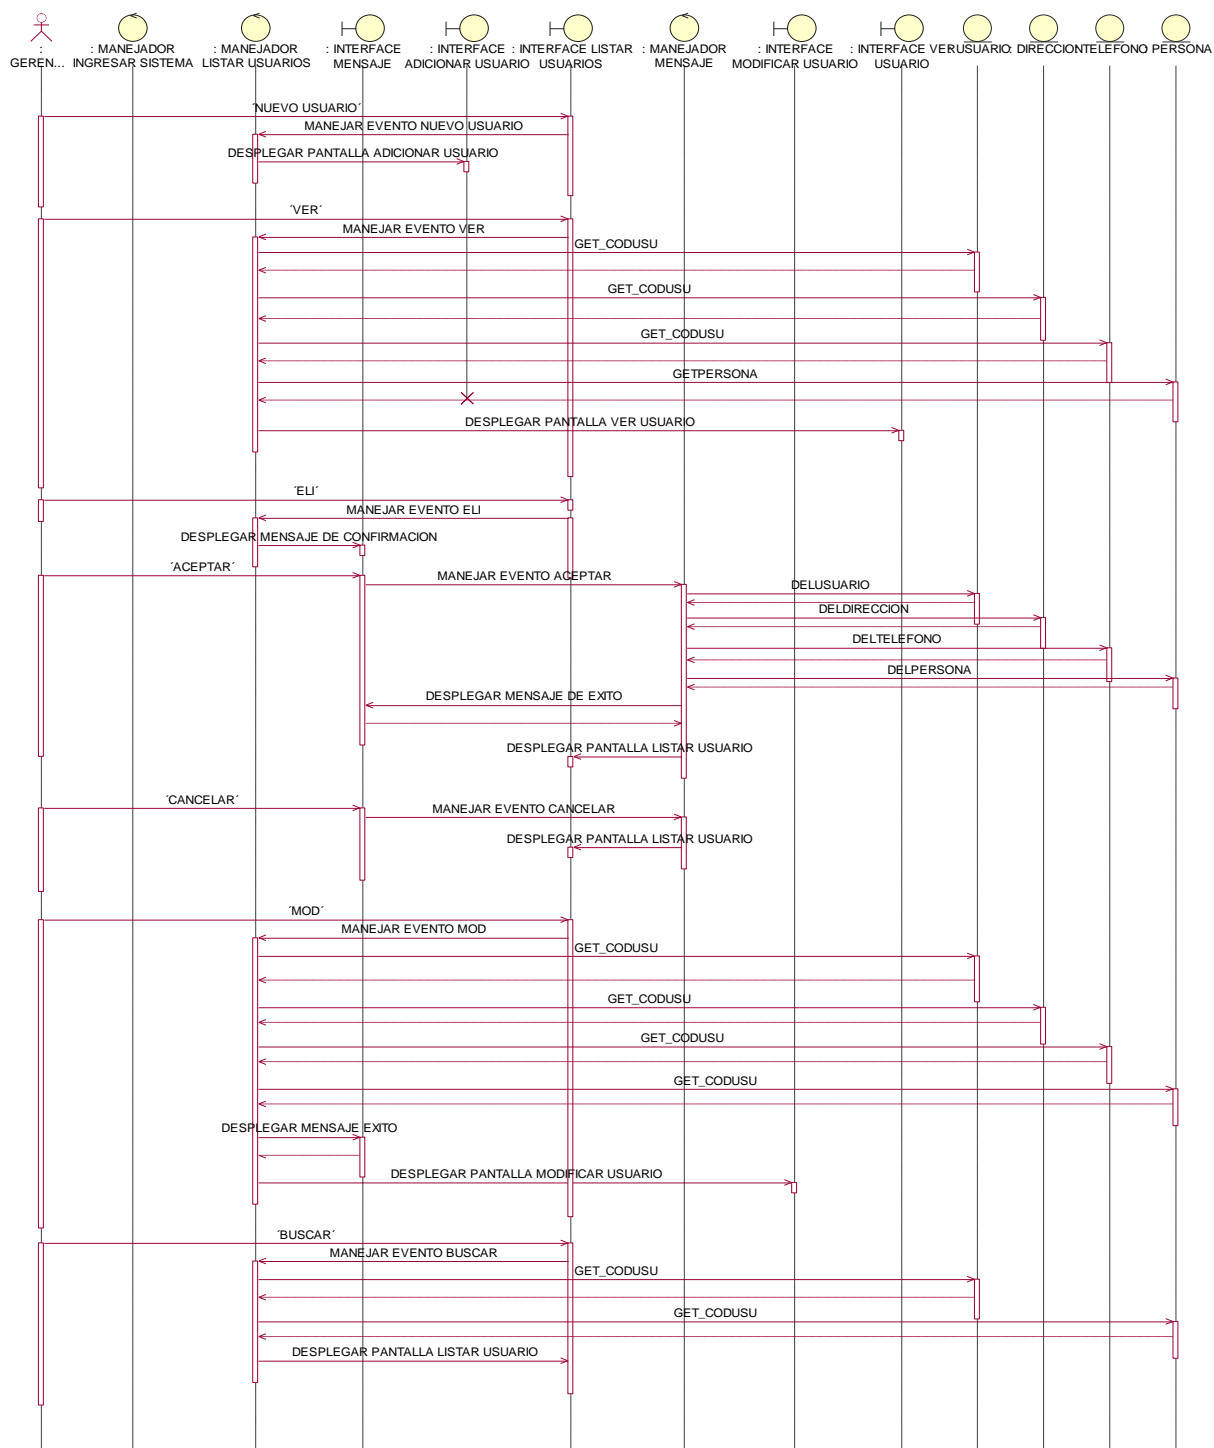 :
GEREN...
: MANEJADOR
INGRESAR SISTEMA
: MANEJADOR
LISTAR USUARIOS
: INTERFACE
MENSAJE
: INTERFACE
ADICIONAR USUARIO
: INTERFACE LISTAR
USUARIOS
: MANEJADOR
MENSAJE
: INTERFACE
MODIFICAR USUARIO
: INTERFACE VER
USUARIO
USUARIO
: DIRECCION
TELEFONO
: PERSONA
´NUEVO USUARIO´
MANEJAR EVENTO NUEVO USUARIO
DESPLEGAR PANTALLA ADICIONAR USUARIO
´VER´
MANEJAR EVENTO VER
GET_CODUSU
GET_CODUSU
GET_CODUSU
GETPERSONA
DESPLEGAR PANTALLA VER USUARIO
´ELI´
MANEJAR EVENTO ELI
DESPLEGAR MENSAJE DE CONFIRMACION
´ACEPTAR´
MANEJAR EVENTO ACEPTAR
DELUSUARIO
DELDIRECCION
DELTELEFONO
DELPERSONA
DESPLEGAR MENSAJE DE EXITO
DESPLEGAR PANTALLA LISTAR USUARIO
´CANCELAR´
MANEJAR EVENTO CANCELAR
DESPLEGAR PANTALLA LISTAR USUARIO
´MOD´
MANEJAR EVENTO MOD
GET_CODUSU
GET_CODUSU
GET_CODUSU
GET_CODUSU
DESPLEGAR MENSAJE EXITO
DESPLEGAR PANTALLA MODIFICAR USUARIO
´BUSCAR´
MANEJAR EVENTO BUSCAR
GET_CODUSU
GET_CODUSU
DESPLEGAR PANTALLA LISTAR USUARIO